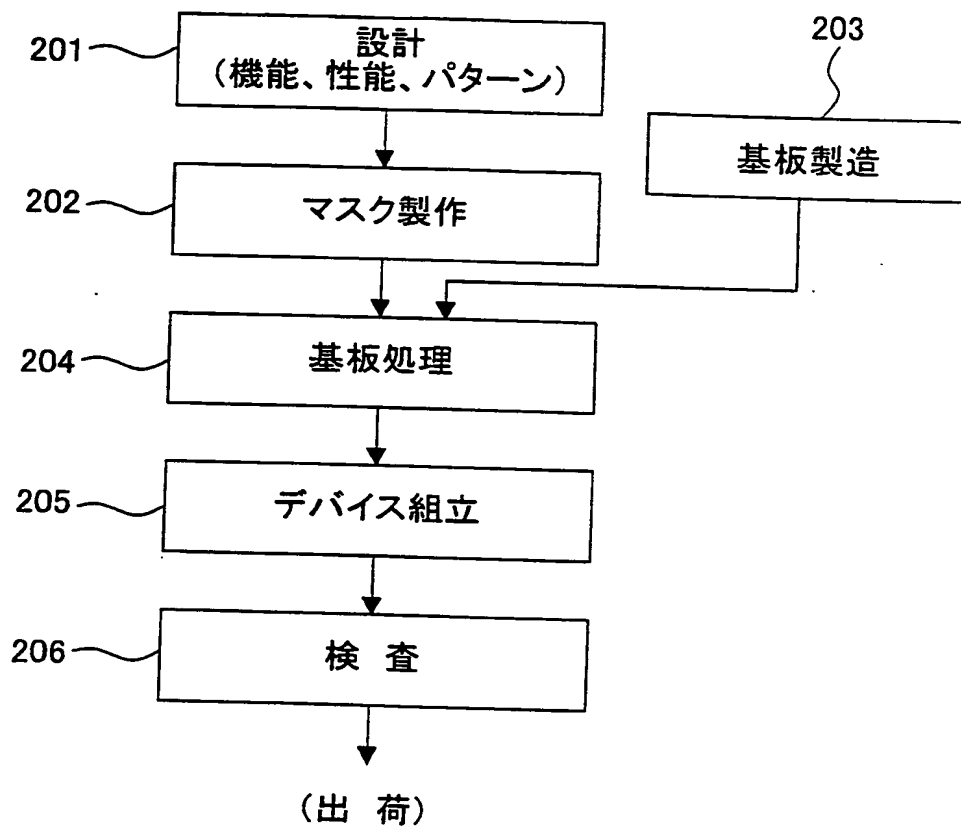 201
設計
(機能、性能、パターン)
203
基板製造
202
マスク製作
204
基板処理
205
デバイス組立
206
検 査
(出 荷)